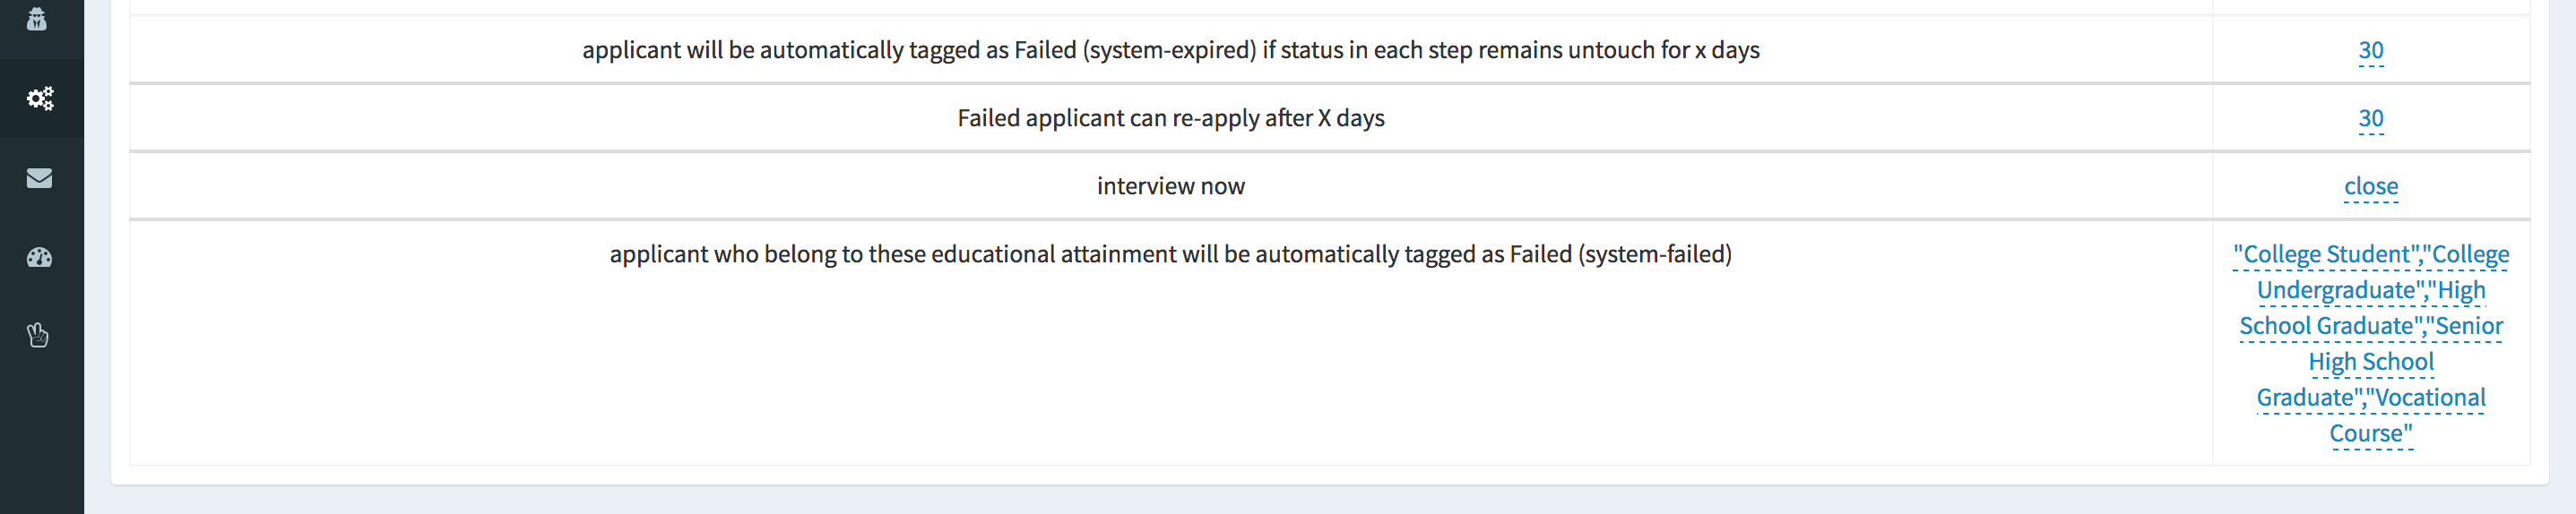 applicant will be automatically tagged as Failed (system-expired) if status in each step remains untouch for x days
30
Failed applicant can re-apply after X days
30
interview now
close
applicant who belong to these educational attainment will be automatically tagged as Failed (system-failed)
"College Student","College
Undergraduate","High
School Graduate","Senior
High School
Graduate","Vocational
Course"